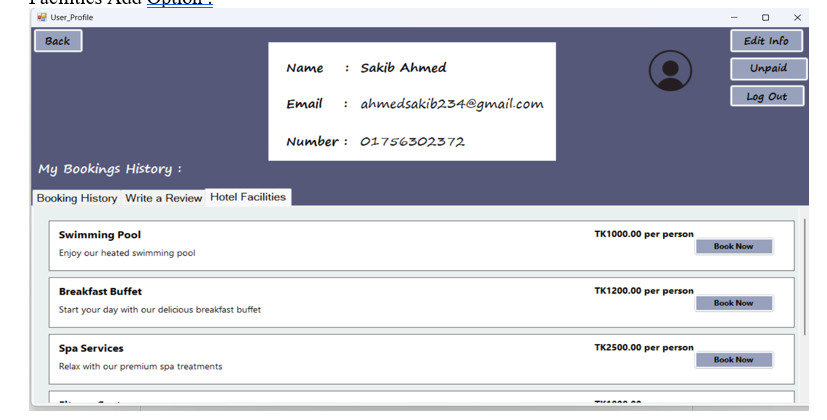 Facilities Add Option :
User_Profile
Back
Edit Info
Name : Sakib Ahmed
Unpaid
Email : ahmedsakib234@gmail.com
Log Out
Number : 01756302372
My Bookings History :
Booking History Write a Review Hotel Facilities
Swimming Pool TK1000.00 per person
Book Now
Enjoy our heated swimming pool
Breakfast Buffet TK1200.00 per person
Book Now
Start your day with our delicious breakfast buffet
Spa Services TK2500.00 per person
Book Now
Relax with our premium spa treatments